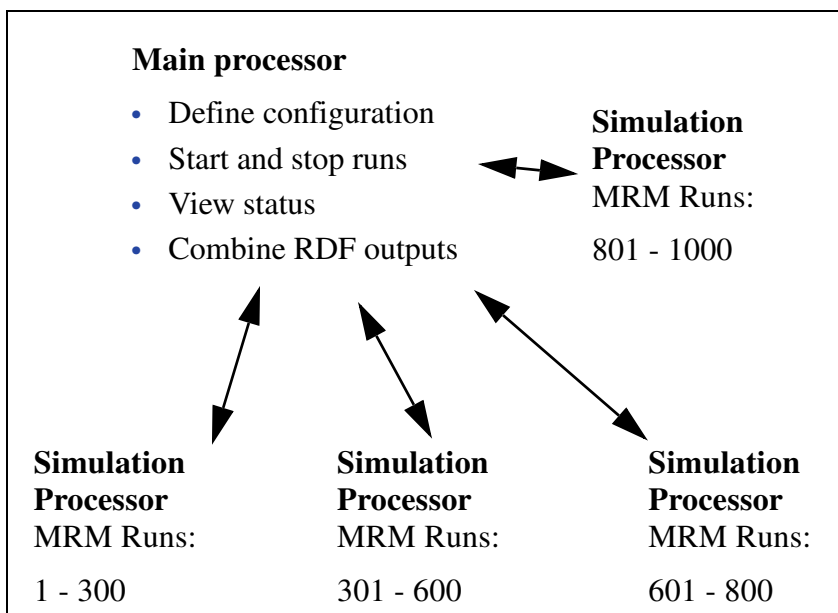 Main processor
• Define configuration
• Start and stop runs
• View status
• Combine RDF outputs
Simulation
Processor
MRM Runs:
801 - 1000
Simulation
Processor
MRM Runs:
1 - 300
Simulation
Processor
MRM Runs:
301 - 600
Simulation
Processor
MRM Runs:
601 - 800